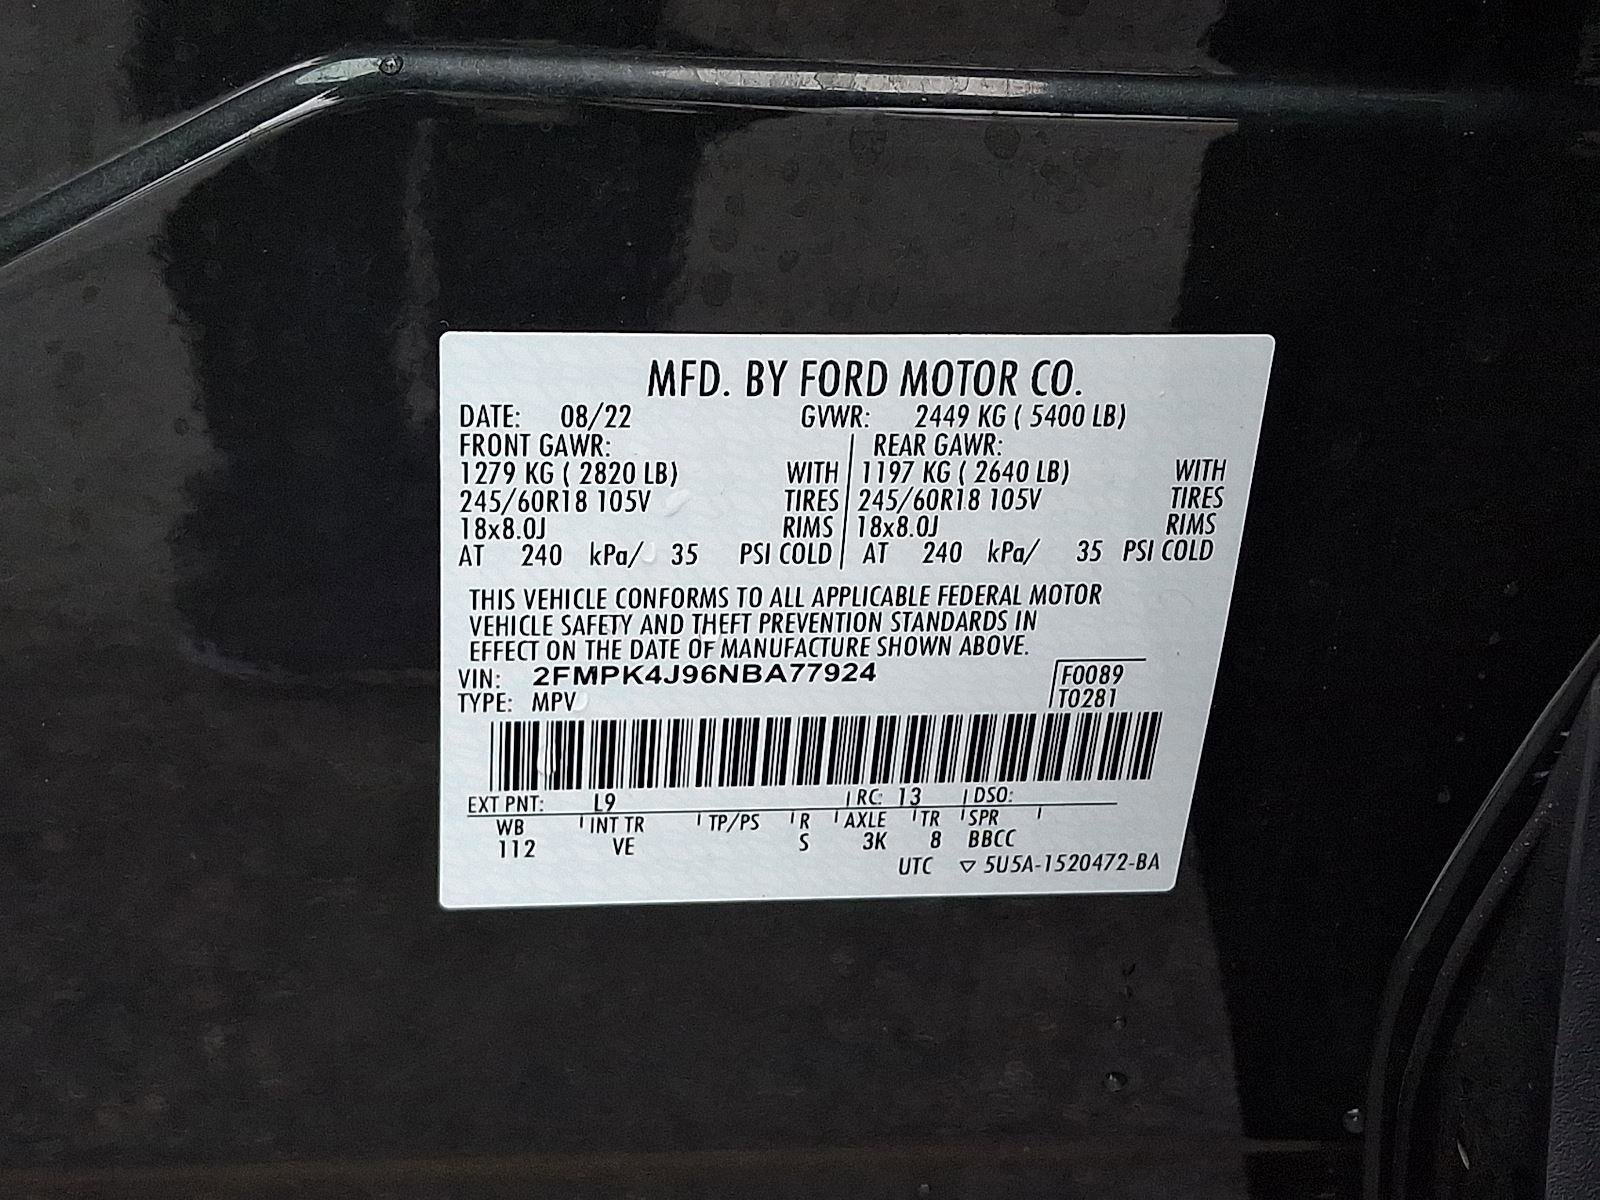 MFD. BY FORD MOTOR CO.
DATE: 08/22 GVWR: 2449 KG ( 5400 LB)
FRONT GAWR: REAR GAWR:
1279 KG ( 2820 LB) WITH 1197 KG ( 2640 LB) WITH
245/60R18 105V TIRES 245/60R18 105V TIRES
18x8.0J RIMS 18x8.0J RIMS
AT 240 kPa/ 35 PSI COLD AT 240 kPa/ 35 PSI COLD
THIS VEHICLE CONFORMS TO ALL APPLICABLE FEDERAL MOTOR
VEHICLE SAFETY AND THEFT PREVENTION STANDARDS IN
EFFECT ON THE DATE OF MANUFACTURE SHOWN ABOVE.
VIN: 2FMPK4J96NBA77924 F0089
TYPE: MPV T0281
EXT PNT: L9 RC: 13 DSO:
WB INT TR TP/PS R AXLE TR SPR
112 VE S 3K 8 BBCC
UTC ▽ 5U5A-1520472-BA